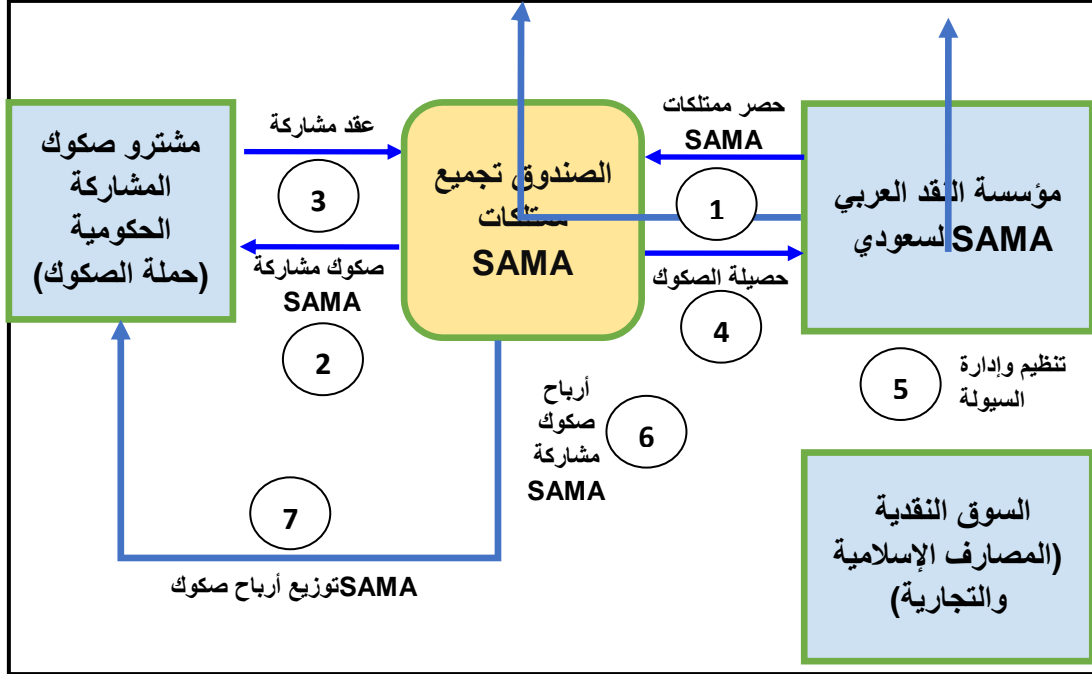 مشترو صكوك
المشاركة
الحكومية
(حملة الصكوك)
عقد مشاركة
3
صكوك مشاركة
SAMA
2
الصندوق تجميع
ممتلكات
SAMA
حصر ممتلكات
SAMA
1
حصيلة الصكوك
4
مؤسسة النقد العربي
SAMAلسعودي
5
تنظيم وإدارة
السيولة
أرباح
صكوك
مشاركة
SAMA
6
7
SAMAتوزيع أرباح صكوك
السوق النقدية
(المصارف الإسلامية
والتجارية)